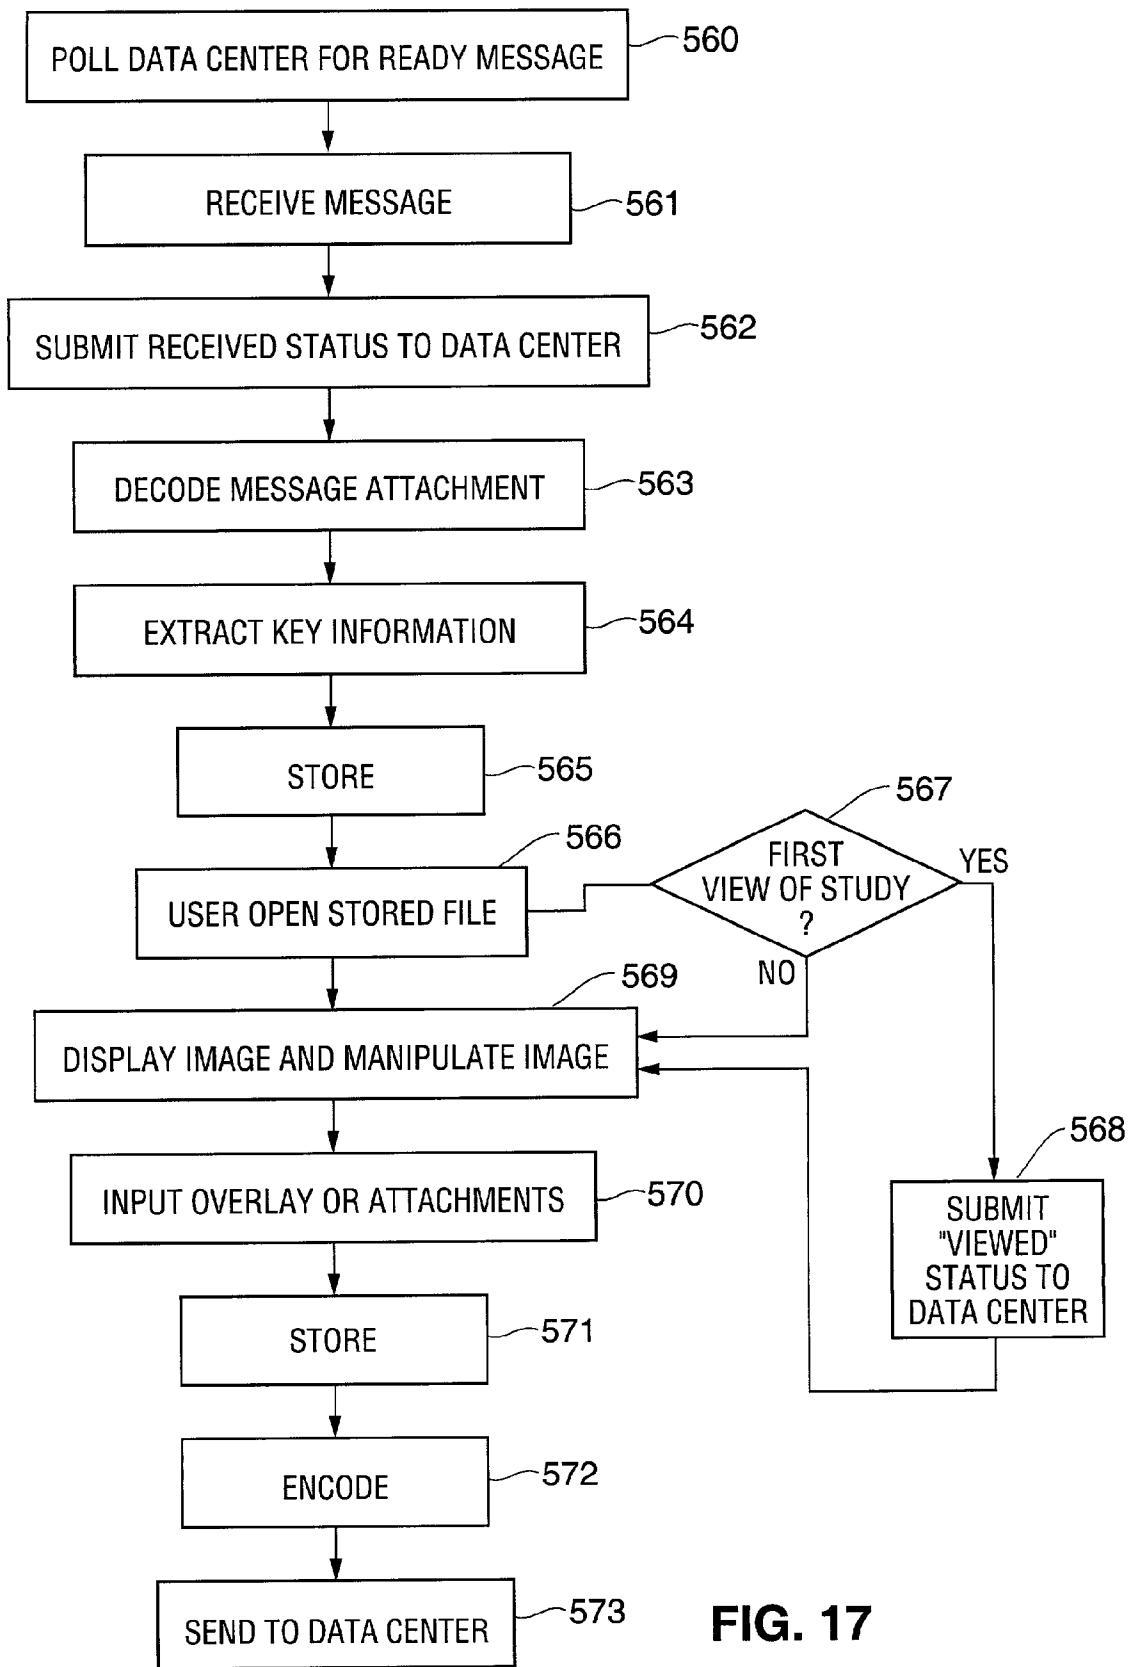 POLL DATA CENTER FOR READY MESSAGE
560
RECEIVE MESSAGE
561
SUBMIT RECEIVED STATUS TO DATA CENTER
562
DECODE MESSAGE ATTACHMENT
563
EXTRACT KEY INFORMATION
564
STORE
565
USER OPEN STORED FILE
566
FIRST
VIEW OF STUDY
?
567
YES
NO
SUBMIT
"VIEWED"
STATUS TO
DATA CENTER
568
DISPLAY IMAGE AND MANIPULATE IMAGE
569
INPUT OVERLAY OR ATTACHMENTS
570
STORE
571
ENCODE
572
SEND TO DATA CENTER
573
FIG. 17